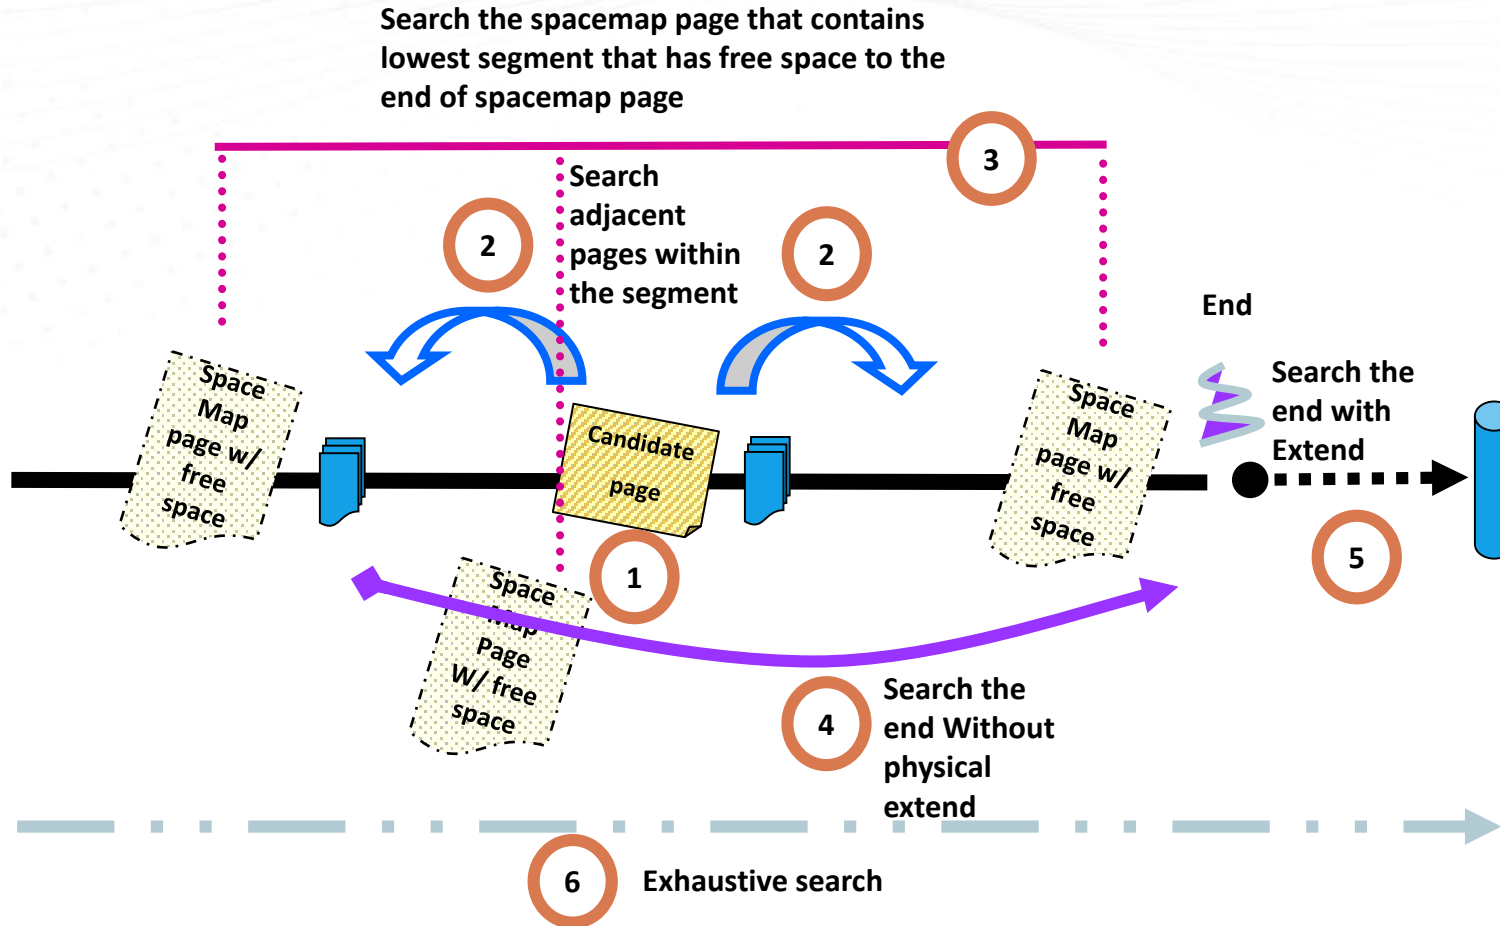 Search the spacemap page that contains
lowest segment that has free space to the
end of spacemap page
3
Search
adjacent
pages within
the segment
2
2
End
Search the
end with
Extend
Space
Map
page w/
free
space
Candidate
page
Space
Map
page w/
free
space
5
1
Space
Map
Page
W/ free
space
4
Search the
end Without
physical
extend
6
Exhaustive search